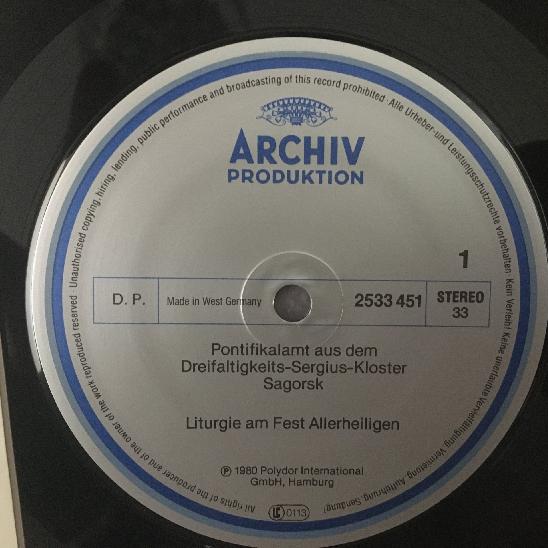 ARCHIV
PRODUKTION
1
D. P.
Made in West Germany
2533 451
STEREO
33
Pontifikalamt aus dem
Dreifaltigkeits-Sergius-Kloster
Sagorsk
Liturgie am Fest Allerheiligen
℗ 1980 Polydor International
GmbH, Hamburg
LC 0113
All rights of the producer and of the owner of the work reproduced reserved · Unauthorised copying, hiring, lending, public performance and broadcasting of this record prohibited · Alle Urheber- und Leistungsschutzrechte vorbehalten · Kein Verleih! Keine unerlaubte Vervielfältigung, Vermietung, Aufführung, Sendung!